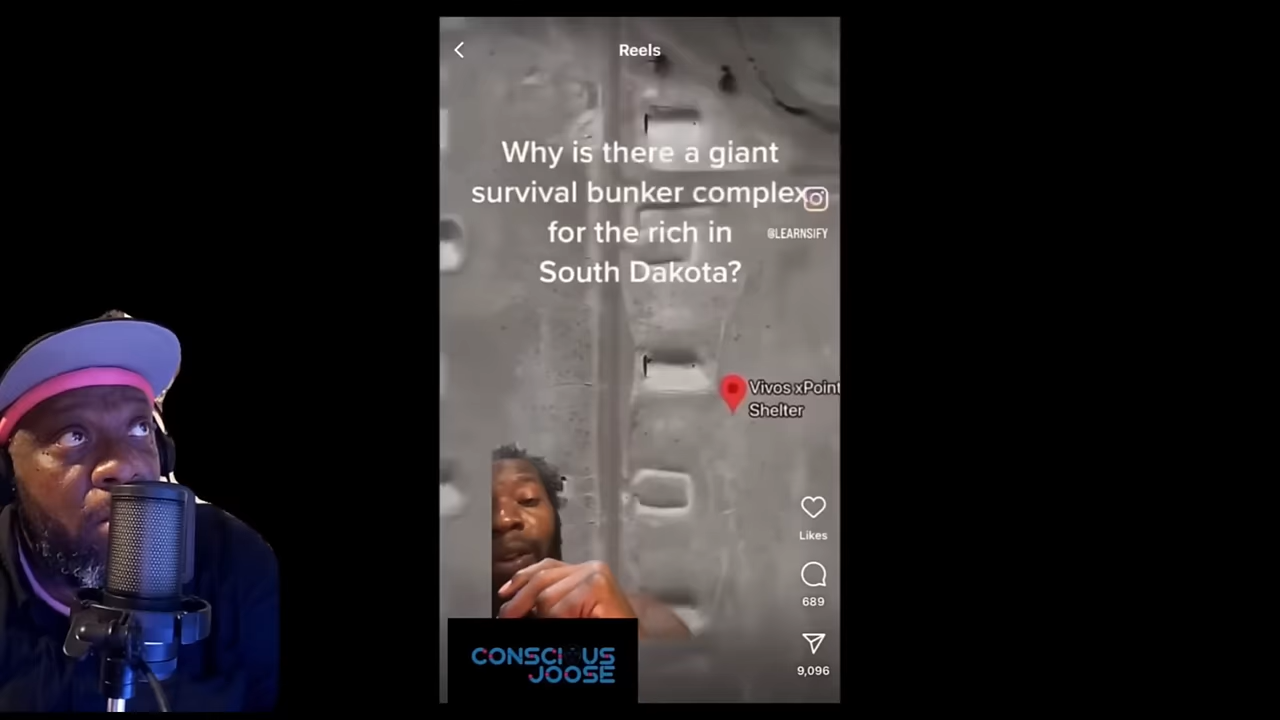 Reels
Why is there a giant
survival bunker complex
for the rich in
South Dakota?
@LEARNSIFY
Vivos xPoint
Shelter
Likes
689
9,096
CONSCIOUS
JOOSE